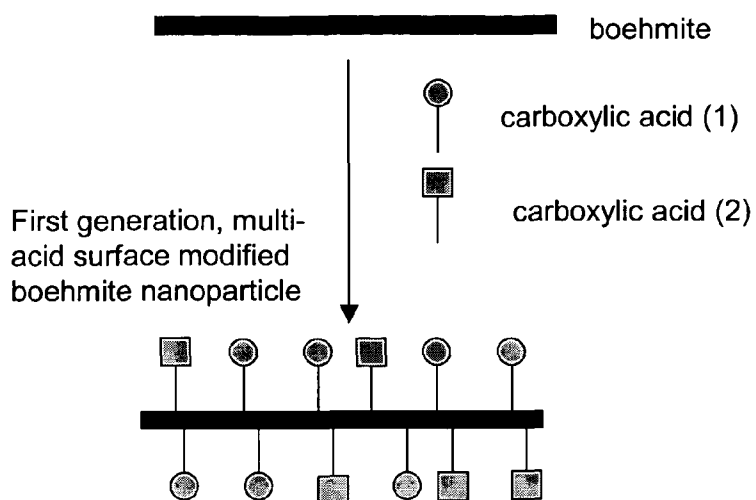 boehmite
carboxylic acid (1)
carboxylic acid (2)
First generation, multi-
acid surface modified
boehmite nanoparticle